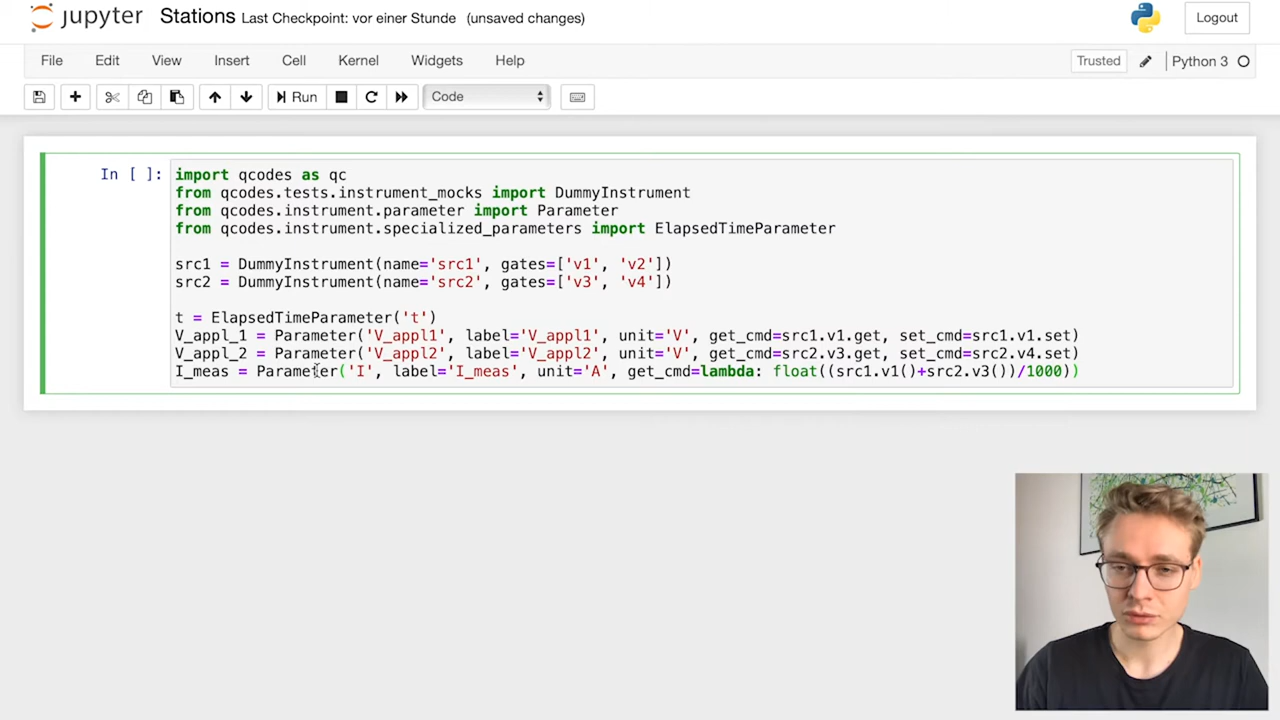 jupyter Stations Last Checkpoint: vor einer Stunde (unsaved changes) Logout
File Edit View Insert Cell Kernel Widgets Help Trusted Python 3
Run Code
In [ ]: import qcodes as qc
from qcodes.tests.instrument_mocks import DummyInstrument
from qcodes.instrument.parameter import Parameter
from qcodes.instrument.specialized_parameters import ElapsedTimeParameter
src1 = DummyInstrument(name='src1', gates=['v1', 'v2'])
src2 = DummyInstrument(name='src2', gates=['v3', 'v4'])
t = ElapsedTimeParameter('t')
V_appl_1 = Parameter('V_appl1', label='V_appl1', unit='V', get_cmd=src1.v1.get, set_cmd=src1.v1.set)
V_appl_2 = Parameter('V_appl2', label='V_appl2', unit='V', get_cmd=src2.v3.get, set_cmd=src2.v4.set)
I_meas = Parameter('I', label='I_meas', unit='A', get_cmd=lambda: float((src1.v1()+src2.v3())/1000))